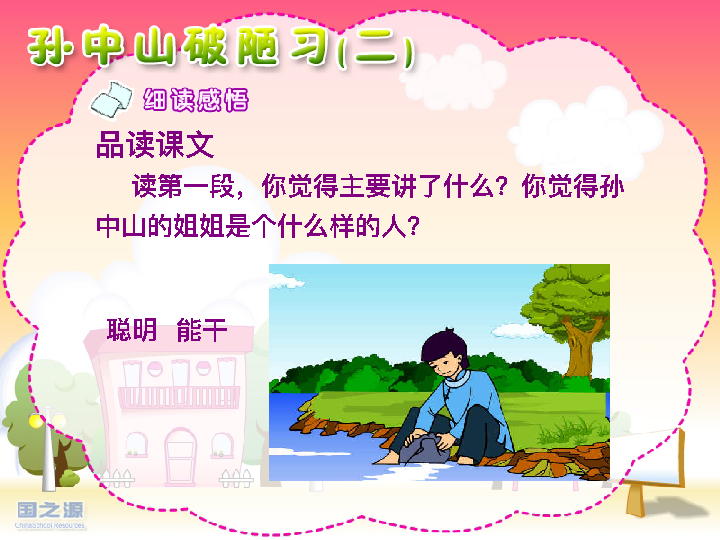 孙中山破陋习(二)
细读感悟
品读课文
读第一段，你觉得主要讲了什么？你觉得孙
中山的姐姐是个什么样的人？
聪明 能干
国之源
ChinaSchool Resources